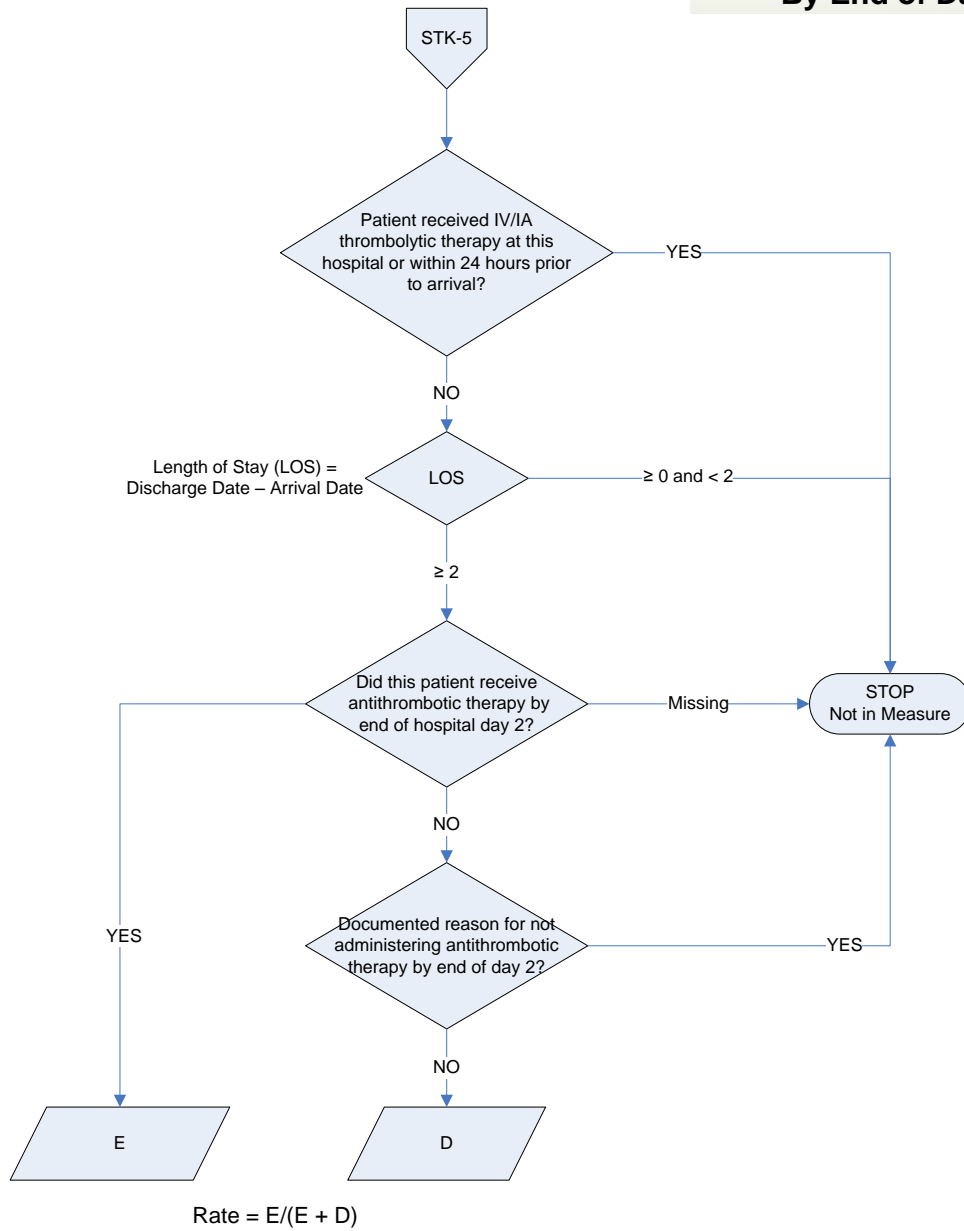 By End of Da
STK-5
Patient received IV/IA
thrombolytic therapy at this
hospital or within 24 hours prior
to arrival?
YES
NO
Length of Stay (LOS) =
Discharge Date – Arrival Date
LOS
≥ 0 and < 2
≥ 2
Did this patient receive
antithrombotic therapy by
end of hospital day 2?
Missing
STOP
Not in Measure
NO
YES
Documented reason for not
administering antithrombotic
therapy by end of day 2?
YES
NO
E
D
Rate = E/(E + D)